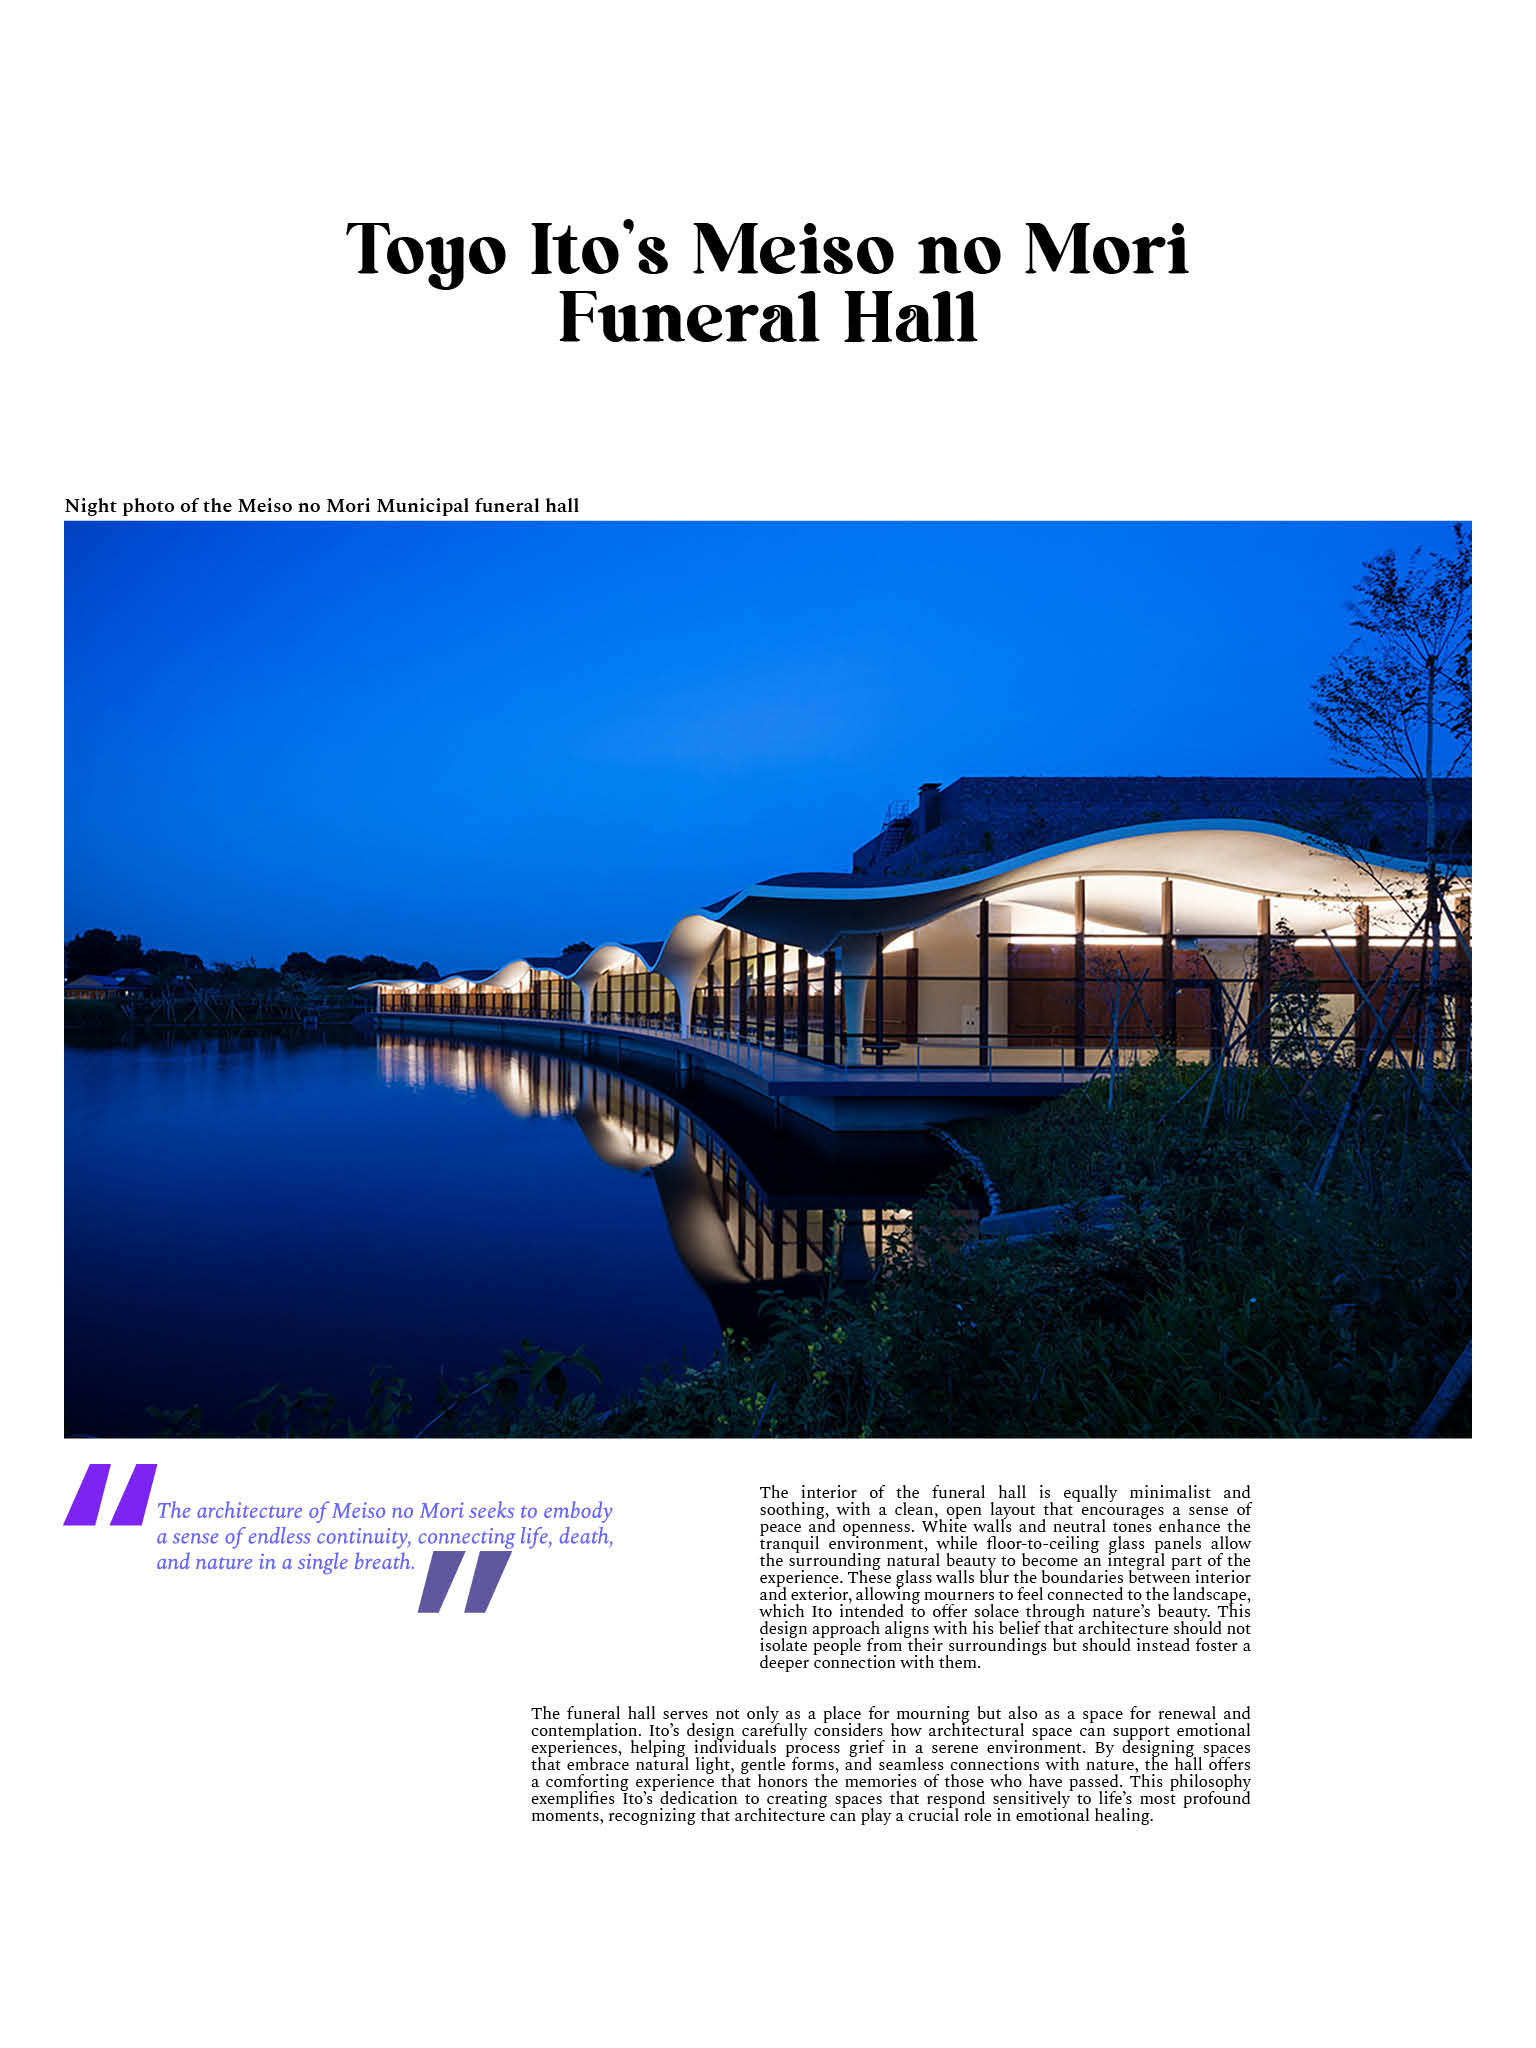 Toyo Ito’s Meiso no Mori
Funeral Hall
Night photo of the Meiso no Mori Municipal funeral hall
“The architecture of Meiso no Mori seeks to embody
a sense of endless continuity, connecting life, death,
and nature in a single breath.”
The interior of the funeral hall is equally minimalist and
soothing, with a clean, open layout that encourages a sense of
peace and openness. White walls and neutral tones enhance the
tranquil environment, while floor-to-ceiling glass panels allow
the surrounding natural beauty to become an integral part of the
experience. These glass walls blur the boundaries between interior
and exterior, allowing mourners to feel connected to the landscape,
which Ito intended to offer solace through nature’s beauty. This
design approach aligns with his belief that architecture should not
isolate people from their surroundings but should instead foster a
deeper connection with them.
The funeral hall serves not only as a place for mourning but also as a space for renewal and
contemplation. Ito’s design carefully considers how architectural space can support emotional
experiences, helping individuals process grief in a serene environment. By designing spaces
that embrace natural light, gentle forms, and seamless connections with nature, the hall offers
a comforting experience that honors the memories of those who have passed. This philosophy
exemplifies Ito’s dedication to creating spaces that respond sensitively to life’s most profound
moments, recognizing that architecture can play a crucial role in emotional healing.